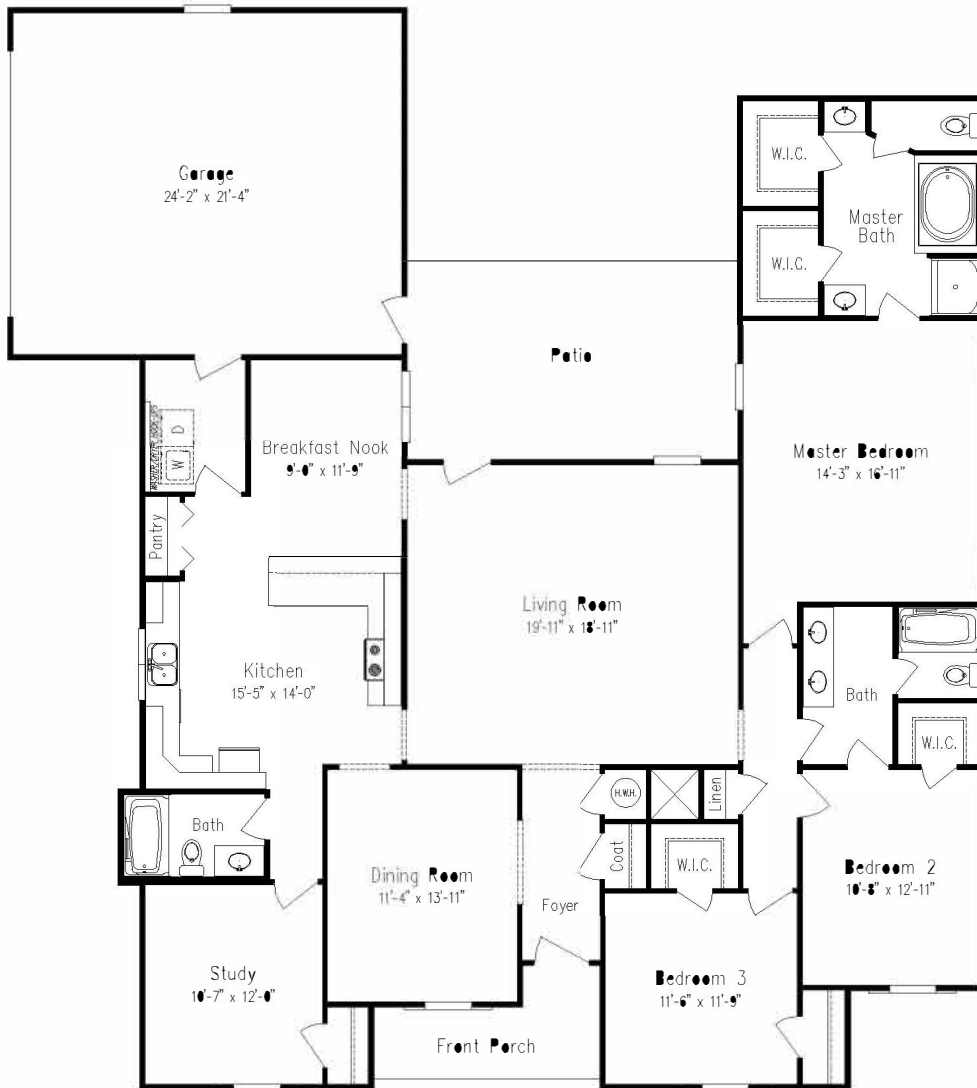 Garage
24'-2" x 21'-4"
W.I.C.
Master
Bath
W.I.C.
Patio
D
W
Breakfast Nook
9'-0" x 11'-9"
Master Bedroom
14'-3" x 16'-11"
Pantry
Living Room
19'-11" x 18'-11"
Kitchen
15'-5" x 14'-0"
Bath
W.I.C.
H.W.H.
Linen
Bath
Coat
W.I.C.
Dining Room
11'-4" x 13'-11"
Bedroom 2
10'-8" x 12'-11"
Foyer
Study
10'-7" x 12'-0"
Bedroom 3
11'-6" x 11'-9"
Front Porch